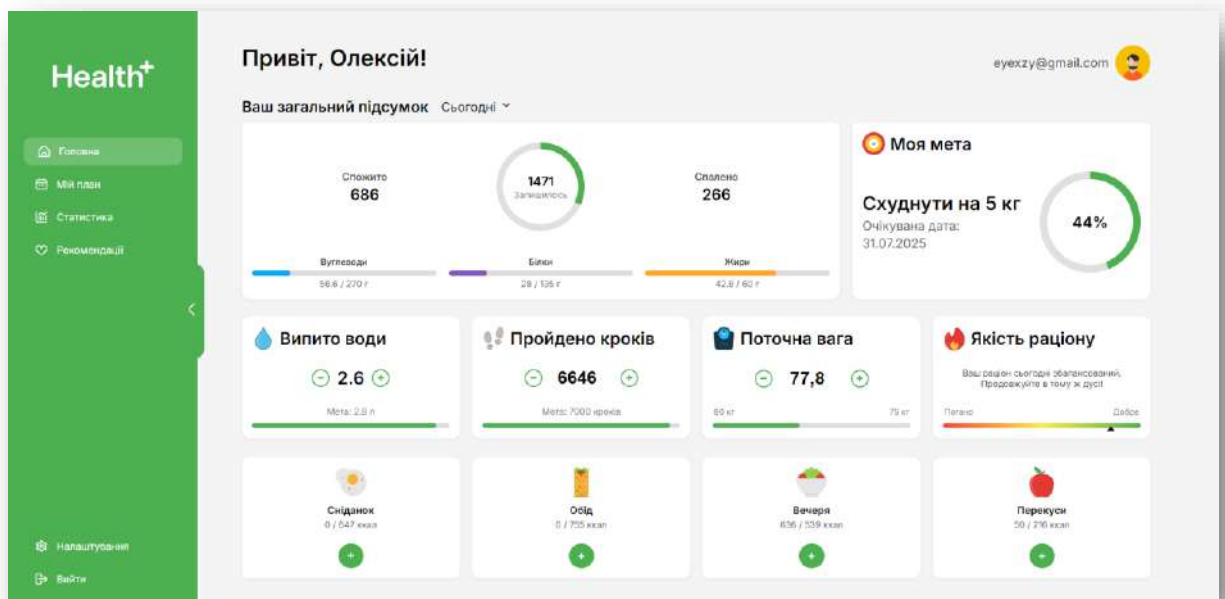 Health+
Головна
Мій план
Статистика
Рекомендації
Налаштування
Вийти
Привіт, Олексій!
eyexzy@gmail.com
Ваш загальний підсумок Сьогодні
Спожито
686
1471
Залишилось
Спалено
266
Вуглеводи
56.6 / 270 г
Білки
28 / 135 г
Жири
42.8 / 60 г
Моя мета
Схуднути на 5 кг
Очікувана дата:
31.07.2025
44%
Випито води
2.6
Мета: 2.8 л
Пройдено кроків
6646
Мета: 7000 кроків
Поточна вага
77,8
80 кг
75 кг
Якість раціону
Ваш раціон сьогодні збалансований.
Продовжуйте в тому ж дусі!
Погано
Добре
Сніданок
0 / 647 ккал
Обід
0 / 755 ккал
Вечеря
636 / 539 ккал
Перекуси
50 / 216 ккал